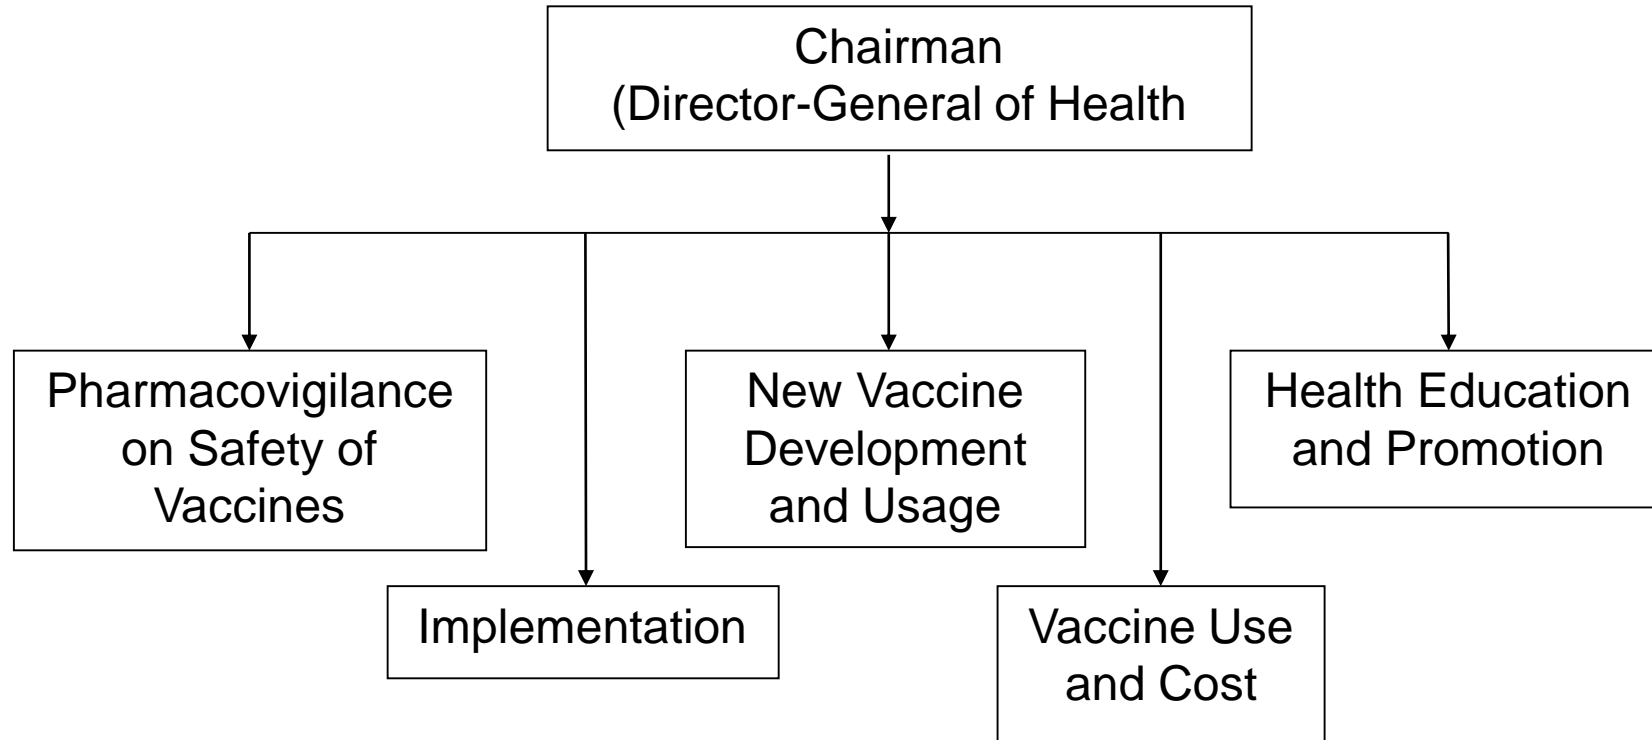 Chairman
(Director-General of Health
Pharmacovigilance
on Safety of
Vaccines
New Vaccine
Development
and Usage
Health Education
and Promotion
Implementation
Vaccine Use
and Cost